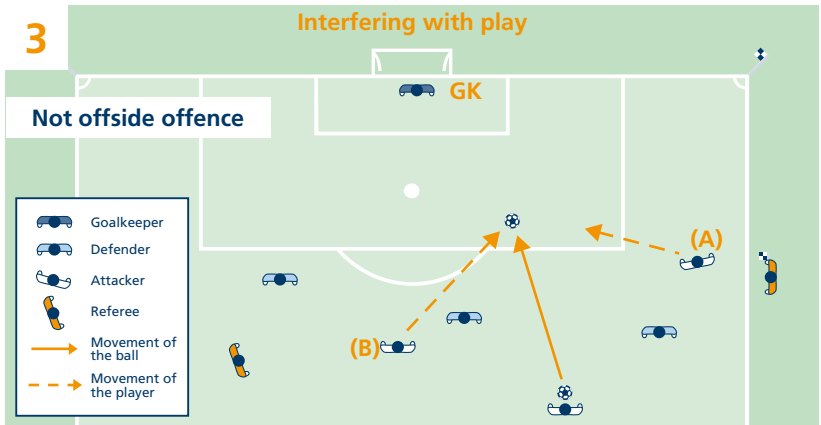 3
Interfering with play
GK
Not offside offence
(A)
(B)
Goalkeeper
Defender
Attacker
Referee
Movement of
the ball
Movement of
the player